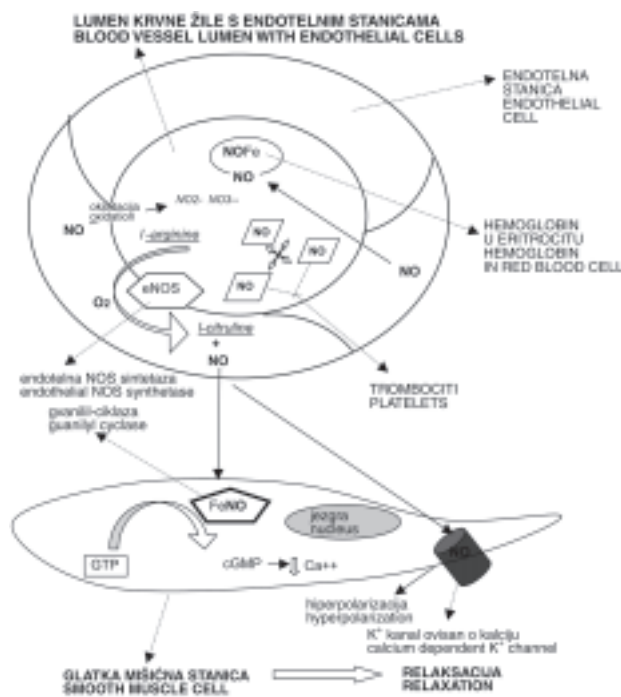 LUMEN KRVNE ŽILE S ENDOTELNIM STANICAMA
BLOOD VESSEL LUMEN WITH ENDOTHELIAL CELLS
ENDOTELNA
STANICA
ENDOTHELIAL
CELL
NOFe
NO
oksidacija
oxidation
NO
NO2- NO3-
l-arginine
NO
NO
NO
HEMOGLOBIN
U ERITROCITU
HEMOGLOBIN
IN RED BLOOD CELL
NO
eNOS
O2
l-citruline
+
NO
endotelna NOS sintetaza
endothelial NOS synthetase
TROMBOCITI
PLATELETS
gvanilil-ciklaza
guanilyl cyclase
FeNO
jezgra
nucleus
GTP
cGMP
Ca++
NO
hiperpolarizacija
hyperpolarization
K+ kanal ovisan o kalciju
calcium dependent K+ channel
GLATKA MIŠIĆNA STANICA
SMOOTH MUSCLE CELL
RELAKSACIJA
RELAXATION